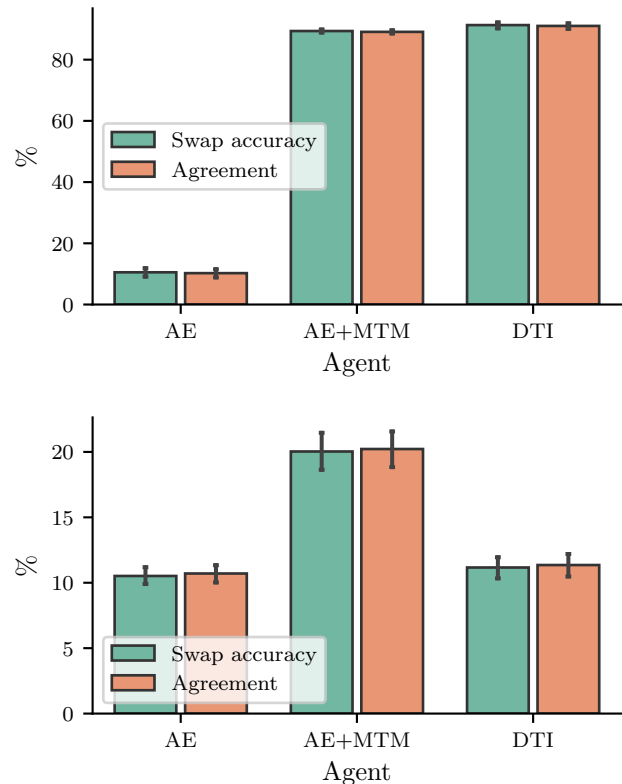 80
60
40
20
0
%
Swap accuracy
Agreement
AE AE+MTM DTI
Agent
20
15
10
5
0
%
Swap accuracy
Agreement
AE AE+MTM DTI
Agent